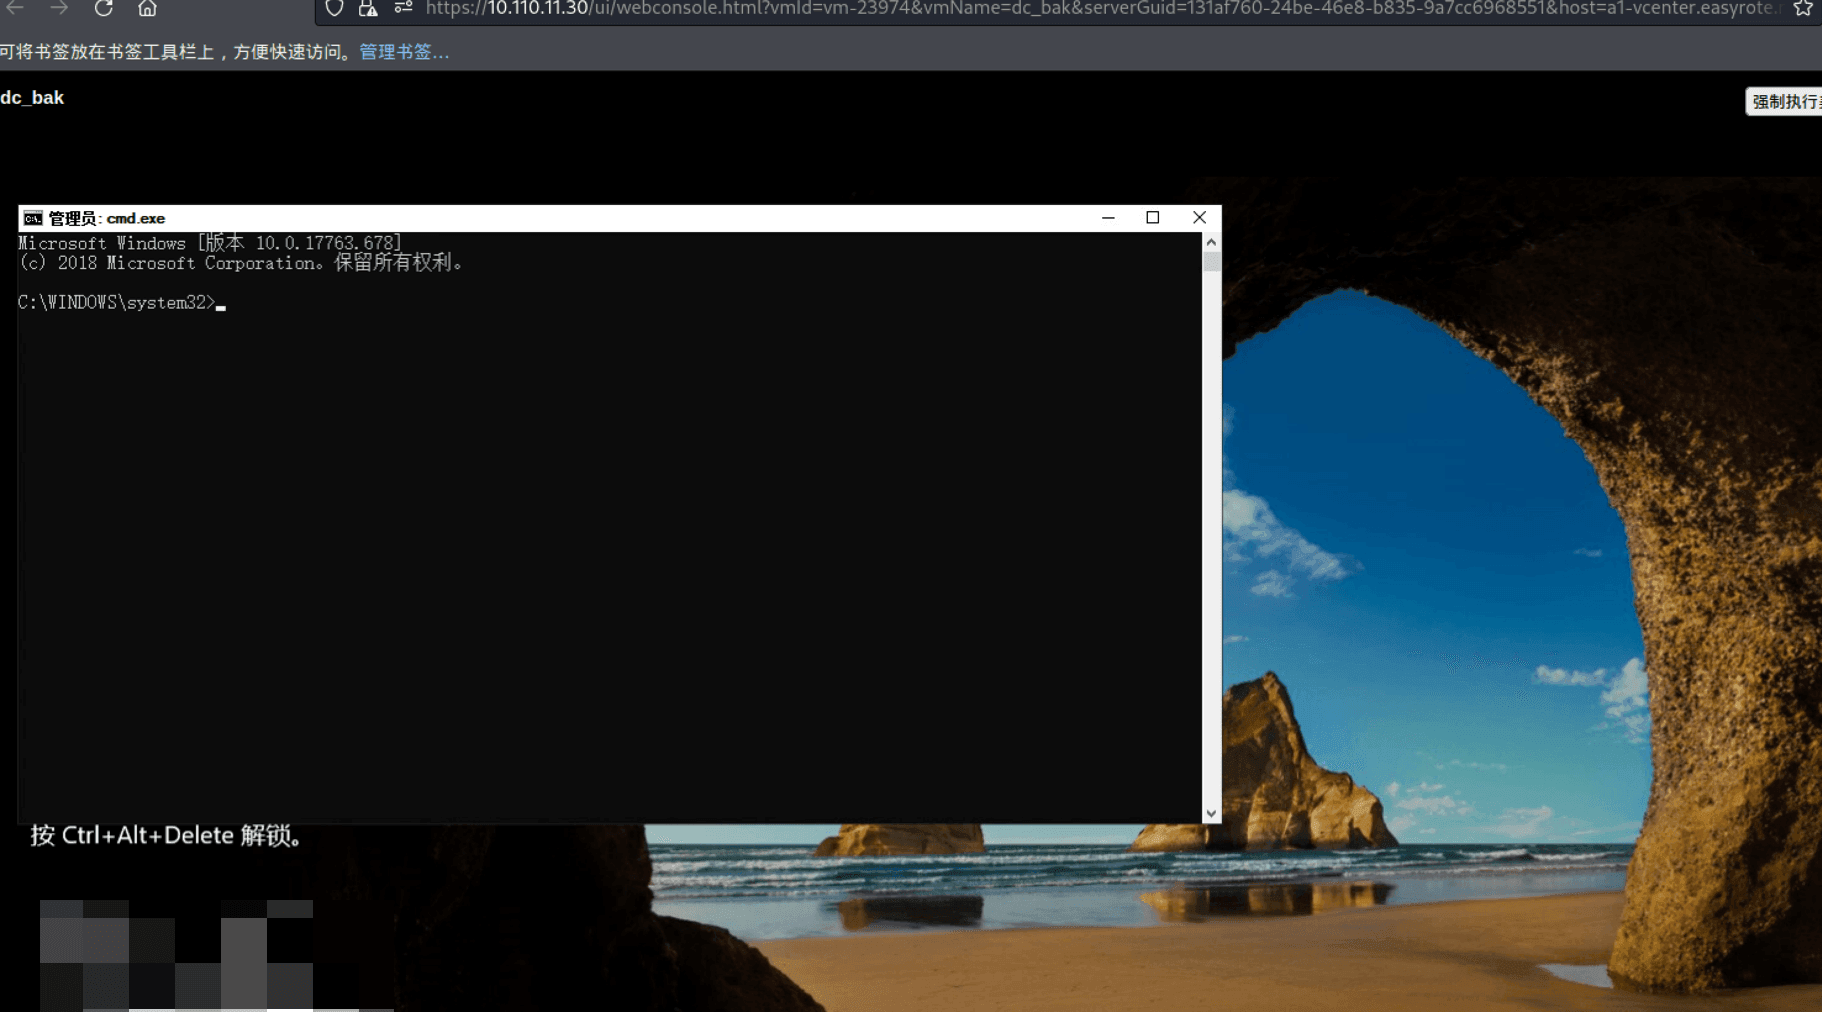 https://10.110.11.30/ui/webconsole.html?vmId=vm-23974&vmName=dc_bak&serverGuid=131af760-24be-46e8-b835-9a7cc6968551&host=a1-vcenter.easyrote.
可将书签放在书签工具栏上，方便快速访问。管理书签...
dc_bak
强制执行
管理员: cmd.exe
Microsoft Windows [版本 10.0.17763.678]
(c) 2018 Microsoft Corporation。保留所有权利。
C:\WINDOWS\system32>
按 Ctrl+Alt+Delete 解锁。